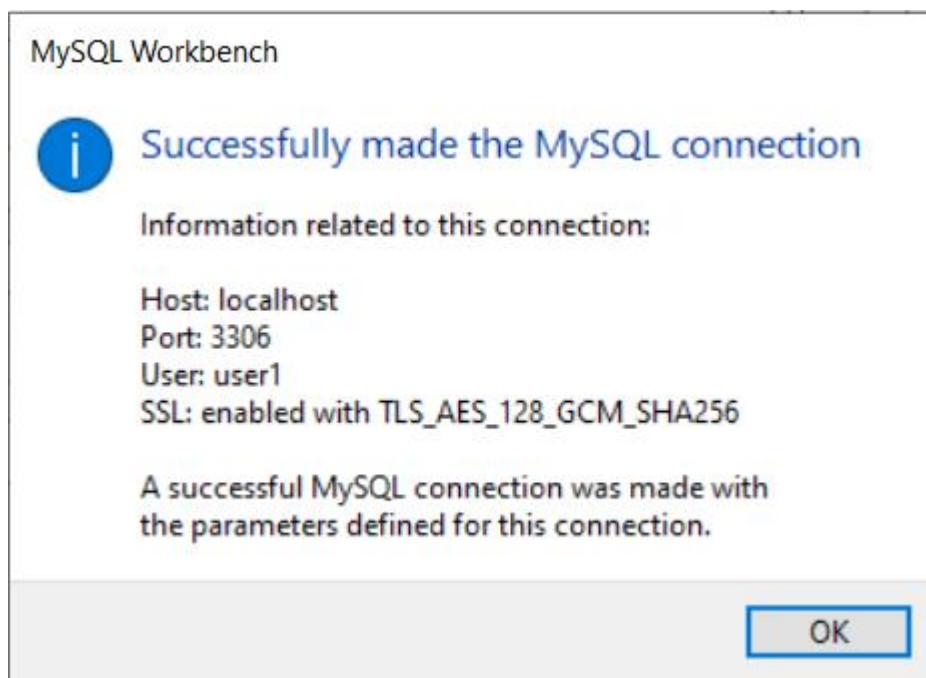 MySQL Workbench
Successfully made the MySQL connection
Information related to this connection:
Host: localhost
Port: 3306
User: user1
SSL: enabled with TLS_AES_128_GCM_SHA256
A successful MySQL connection was made with
the parameters defined for this connection.
OK